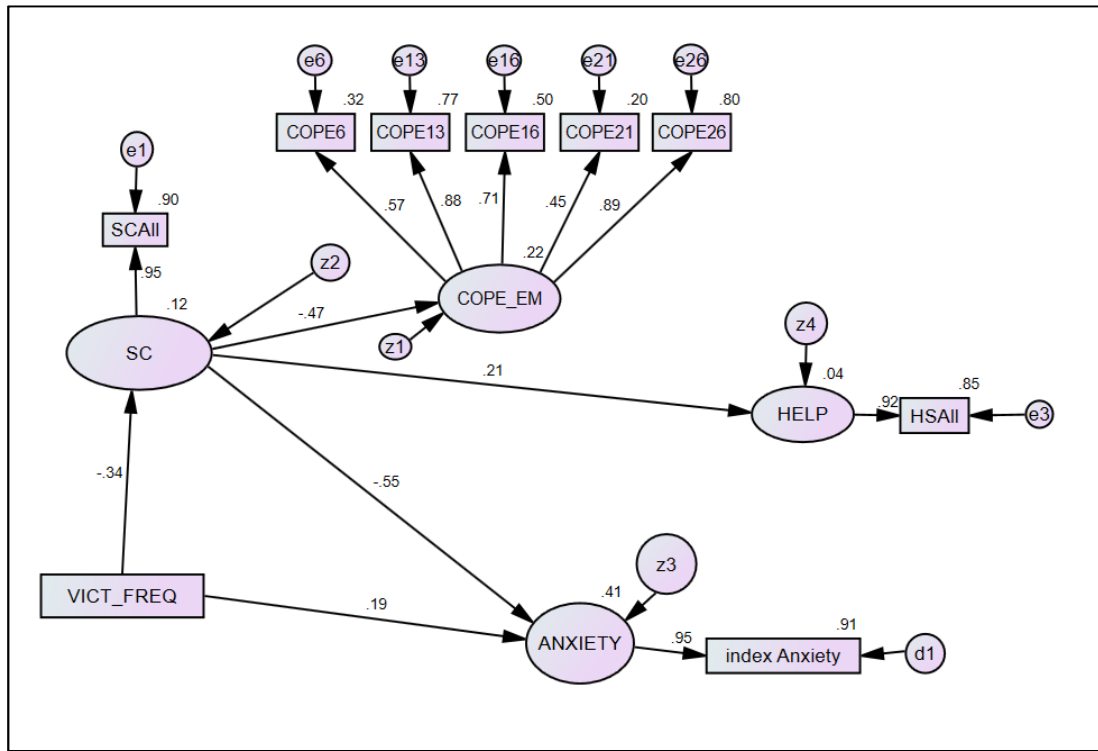 e6 e13 e16 e21 e26
.32 .77 .50 .20 .80
COPE6 COPE13 COPE16 COPE21 COPE26
e1
.90
SCAll
.57 .88 .71 .45 .89
.22
.95
z2
COPE_EM
.12
-.47
z1
SC
z4
.21
.04
.85
HELP
.92
HSAll
e3
-.34
-.55
z3
VICT_FREQ
.41
.19
ANXIETY
.95
.91
index Anxiety
d1